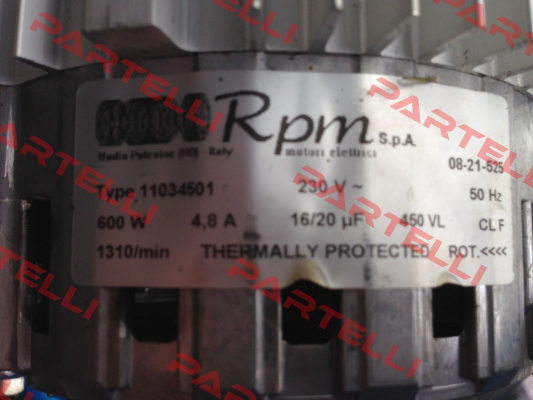 Rpm S.p.A.
Badia Polesine (RO) Italy motori elettrici
08-21-525
Type 11034501 230 V ~ 50 Hz
600 W 4,8 A 16/20 µF 450 VL CL F
1310/min THERMALLY PROTECTED ROT.<<<<
PARTELLI
PARTELLI
PARTELLI
PARTELLI
PARTELLI